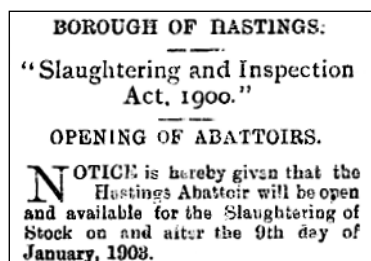 BOROUGH OF HASTINGS.
"Slaughtering and Inspection
Act, 1900."
OPENING OF ABATTOIRS.
NOTICE is hereby given that the
Hastings Abattoir will be open
and available for the Slaughtering of
Stock on and after the 9th day of
January, 1903.